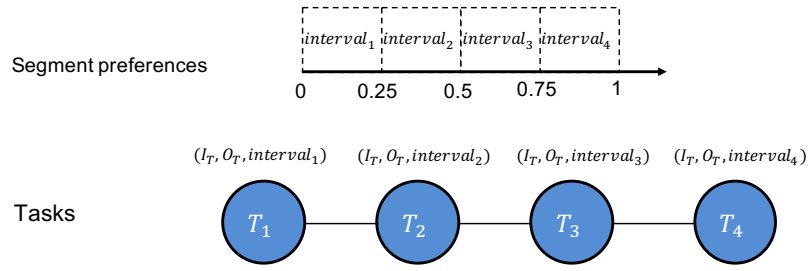 interval₁ interval₂ interval₃ interval₄
Segment preferences
0 0.25 0.5 0.75 1
(I_T, O_T, interval₁) (I_T, O_T, interval₂) (I_T, O_T, interval₃) (I_T, O_T, interval₄)
Tasks T₁ T₂ T₃ T₄